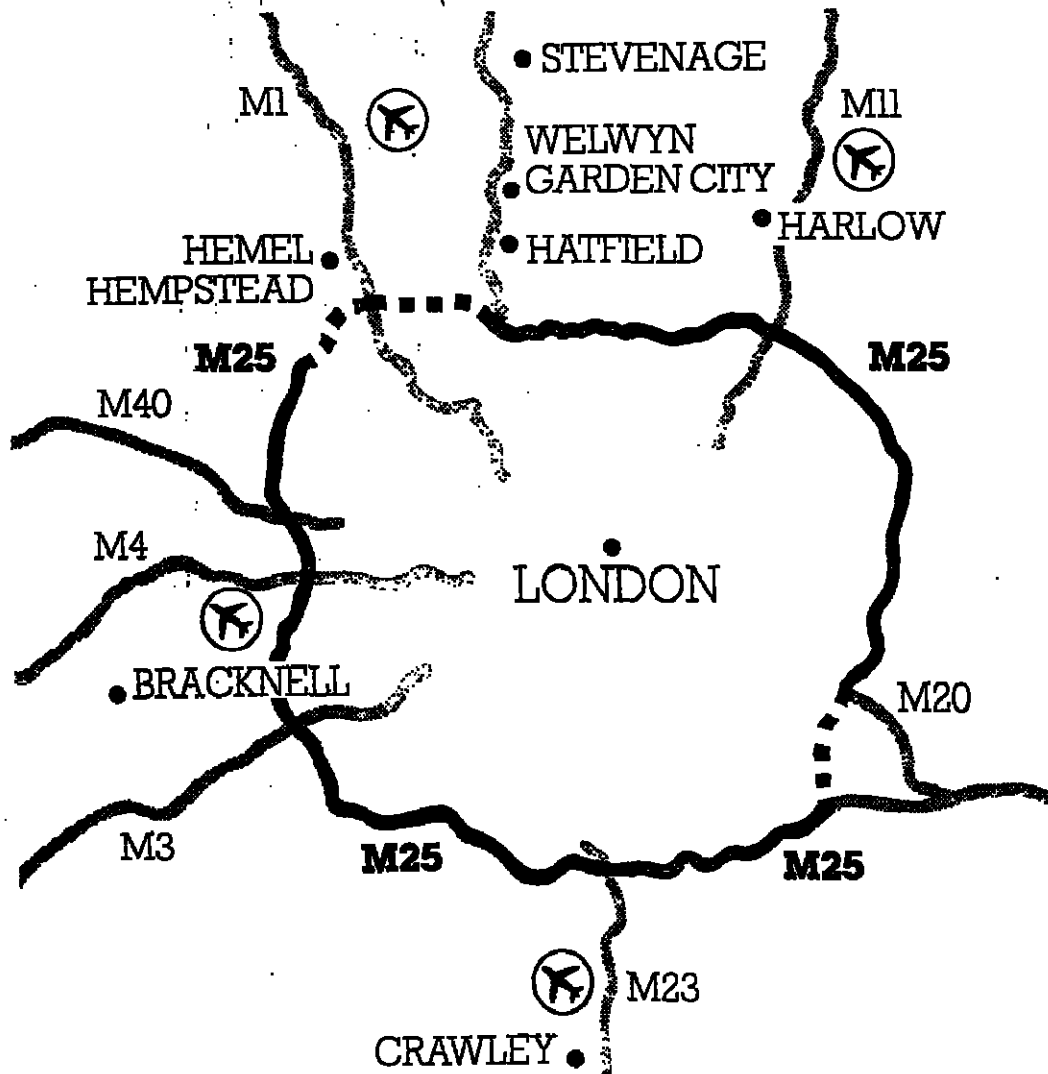 STEVENAGE
M1
M11
WELWYN
GARDEN CITY
HARLOW
HEMEL
HEMPSTEAD
HATFIELD
M25
M25
M40
M4
LONDON
BRACKNELL
M20
M3
M25
M25
M23
CRAWLEY